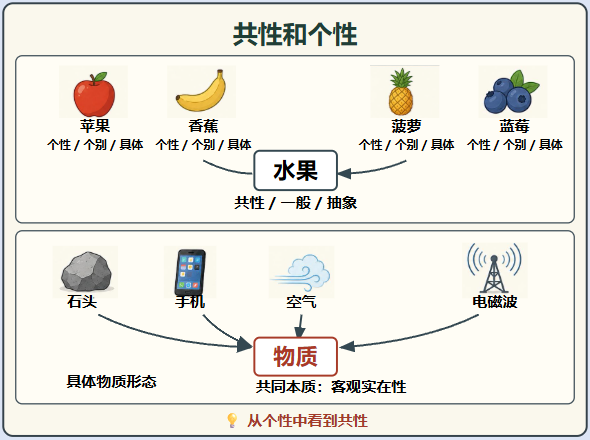 共性和个性
苹果
香蕉
菠萝
蓝莓
个性 / 个别 / 具体
个性 / 个别 / 具体
个性 / 个别 / 具体
个性 / 个别 / 具体
水果
共性 / 一般 / 抽象
石头
手机
空气
电磁波
物质
具体物质形态
共同本质：客观实在性
从个性中看到共性